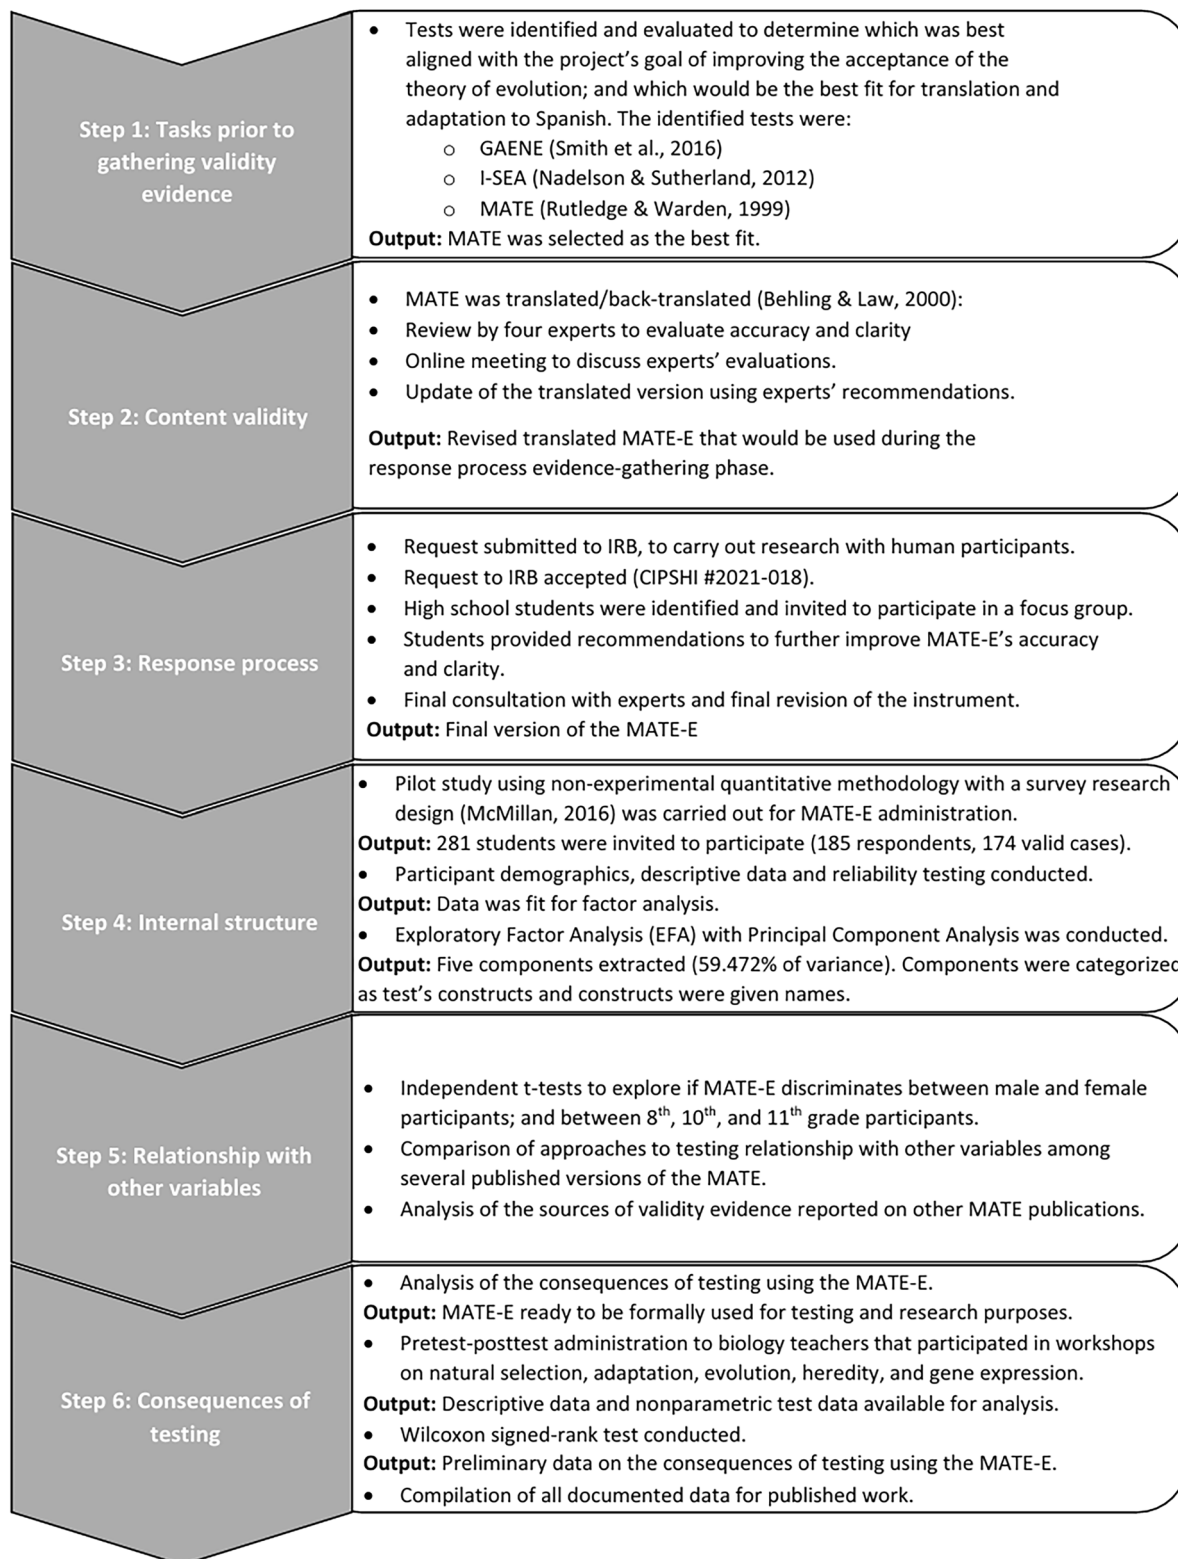 Step 1: Tasks prior to
gathering validity
evidence
• Tests were identified and evaluated to determine which was best
aligned with the project’s goal of improving the acceptance of the
theory of evolution; and which would be the best fit for translation and
adaptation to Spanish. The identified tests were:
o GAENE (Smith et al., 2016)
o I-SEA (Nadelson & Sutherland, 2012)
o MATE (Rutledge & Warden, 1999)
Output: MATE was selected as the best fit.
Step 2: Content validity
• MATE was translated/back-translated (Behling & Law, 2000):
• Review by four experts to evaluate accuracy and clarity
• Online meeting to discuss experts’ evaluations.
• Update of the translated version using experts’ recommendations.
Output: Revised translated MATE-E that would be used during the
response process evidence-gathering phase.
Step 3: Response process
• Request submitted to IRB, to carry out research with human participants.
• Request to IRB accepted (CIPSHI #2021-018).
• High school students were identified and invited to participate in a focus group.
• Students provided recommendations to further improve MATE-E’s accuracy
and clarity.
• Final consultation with experts and final revision of the instrument.
Output: Final version of the MATE-E
Step 4: Internal structure
• Pilot study using non-experimental quantitative methodology with a survey research
design (McMillan, 2016) was carried out for MATE-E administration.
Output: 281 students were invited to participate (185 respondents, 174 valid cases).
• Participant demographics, descriptive data and reliability testing conducted.
Output: Data was fit for factor analysis.
• Exploratory Factor Analysis (EFA) with Principal Component Analysis was conducted.
Output: Five components extracted (59.472% of variance). Components were categorized
as test’s constructs and constructs were given names.
Step 5: Relationship with
other variables
• Independent t-tests to explore if MATE-E discriminates between male and female
participants; and between 8th, 10th, and 11th grade participants.
• Comparison of approaches to testing relationship with other variables among
several published versions of the MATE.
• Analysis of the sources of validity evidence reported on other MATE publications.
Step 6: Consequences of
testing
• Analysis of the consequences of testing using the MATE-E.
Output: MATE-E ready to be formally used for testing and research purposes.
• Pretest-posttest administration to biology teachers that participated in workshops
on natural selection, adaptation, evolution, heredity, and gene expression.
Output: Descriptive data and nonparametric test data available for analysis.
• Wilcoxon signed-rank test conducted.
Output: Preliminary data on the consequences of testing using the MATE-E.
• Compilation of all documented data for published work.